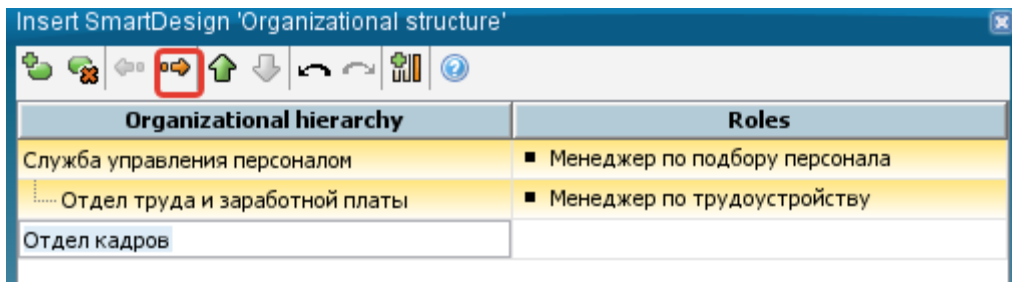 Insert SmartDesign 'Organizational structure'
Organizational hierarchy Roles
Служба управления персоналом ▪ Менеджер по подбору персонала
Отдел труда и заработной платы ▪ Менеджер по трудоустройству
Отдел кадров